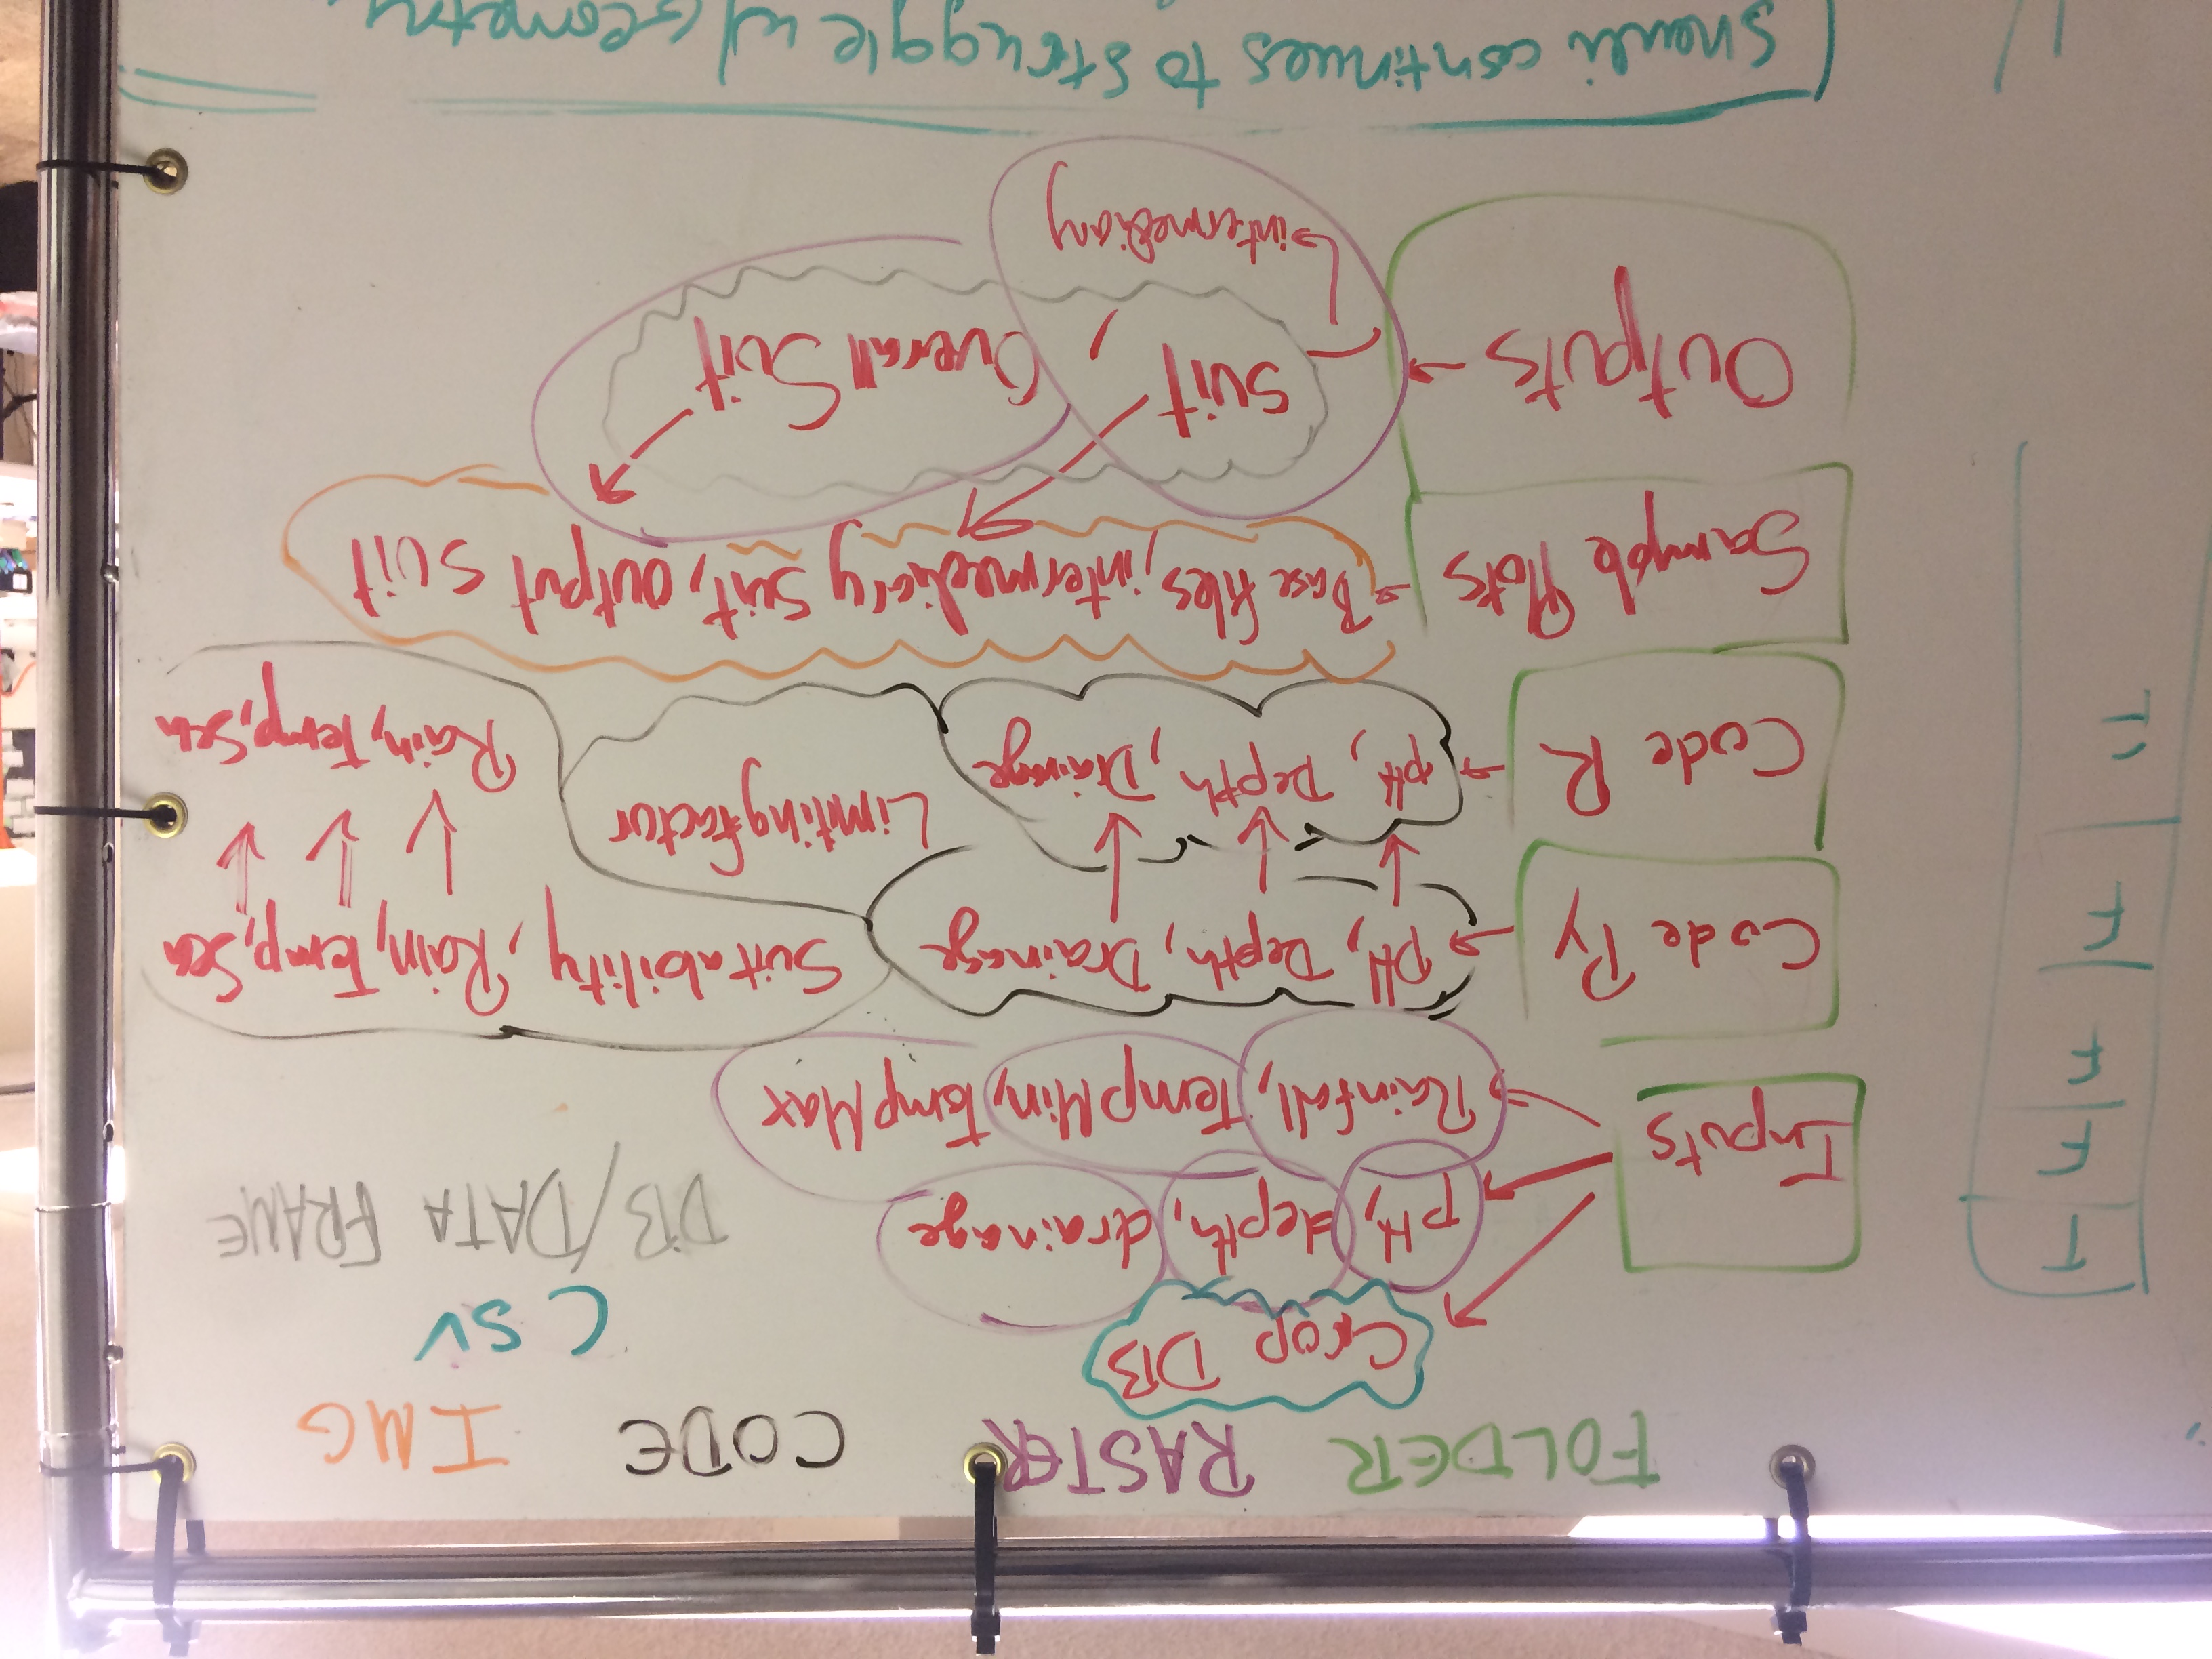 FOLDER RASTER CODE IMG
CSV
DB/DATA FRAME
Crop DB
Inputs
pH, depth, drainage
Rainfall, TempMin, TempMax
Code Py
pH, Depth, Drainage
Suitability, Rain, Temp, Sea
Limitingfactor
Code R
pH, Depth, Drainage
Rain, Temp, Sea
Sample Plots
Base files, intermediary suit, output suit
Outputs
suit, Overall Suit
intermediary
T
F
F
F
F
continues to struggle w/ Geometry